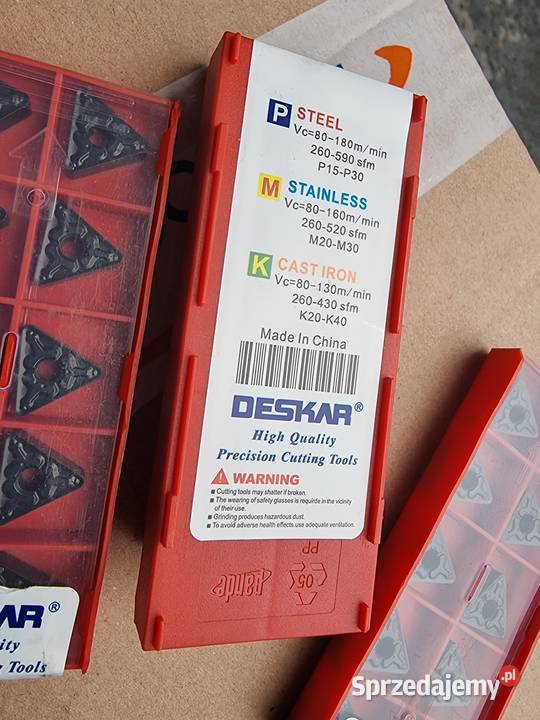 P STEEL
Vc=80-180m/min
260-590 sfm
P15-P30
M STAINLESS
Vc=80-160m/min
260-520 sfm
M20-M30
K CAST IRON
Vc=80-130m/min
260-430 sfm
K20-K40
Made In China
DESKAR®
High Quality
Precision Cutting Tools
WARNING
■ Cutting tools may shatter if broken.
■ The wearing of safety glasses is requirde in the vicinity
of their use.
■ Grinding produces hazardous dust.
■ To avoid adverse health effects,use adequate ventilation.
pande
05
PP
KAR®
ity
Tools
Sprzedajemy.pl